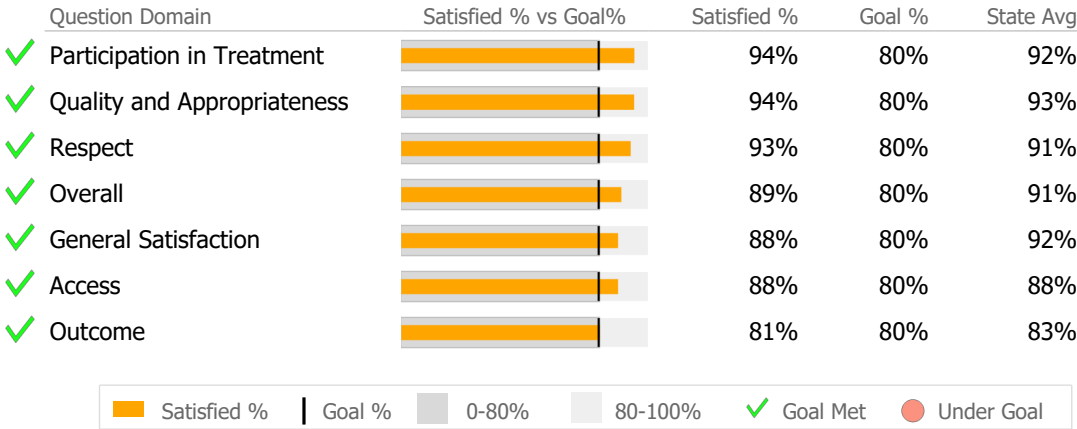 Question Domain Satisfied % vs Goal% Satisfied % Goal % State Avg
Participation in Treatment 94% 80% 92%
Quality and Appropriateness 94% 80% 93%
Respect 93% 80% 91%
Overall 89% 80% 91%
General Satisfaction 88% 80% 92%
Access 88% 80% 88%
Outcome 81% 80% 83%
Satisfied % Goal % 0-80% 80-100% Goal Met Under Goal